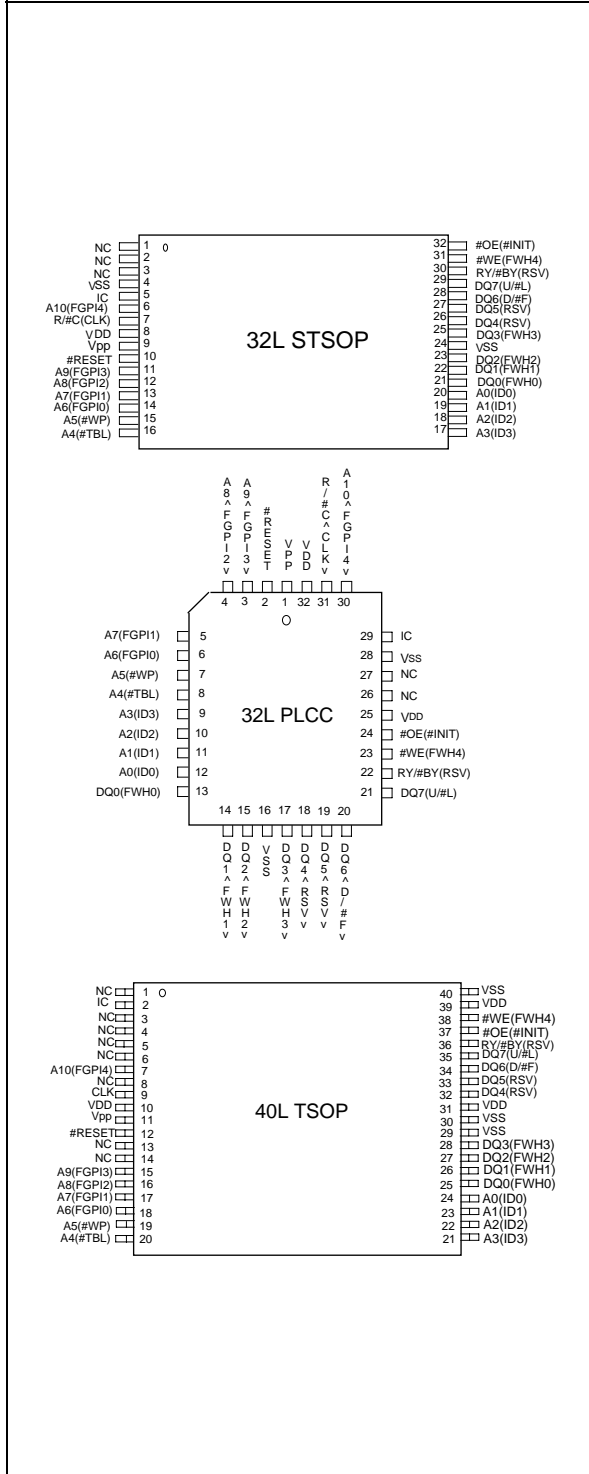 NC 1
NC 2
NC 3
VSS 4
IC 5
A10(FGPI4) 6
R/#C(CLK) 7
VDD 8
Vpp 9
#RESET 10
A9(FGPI3) 11
A8(FGPI2) 12
A7(FGPI1) 13
A6(FGPI0) 14
A5(#WP) 15
A4(#TBL) 16
32L STSOP
32 #OE(#INIT)
31 #WE(FWH4)
30 RY/#BY(RSV)
29 DQ7(U/#L)
28 DQ6(D/#F)
27 DQ5(RSV)
26 DQ4(RSV)
25 DQ3(FWH3)
24 VSS
23 DQ2(FWH2)
22 DQ1(FWH1)
21 DQ0(FWH0)
20 A0(ID0)
19 A1(ID1)
18 A2(ID2)
17 A3(ID3)
A8^FGPI2v
A9^FGPI3v
#RESET
VPP
VDD
R/#C^CLKv
A10^FGPI4v
4 3 2 1 32 31 30
A7(FGPI1) 5
A6(FGPI0) 6
A5(#WP) 7
A4(#TBL) 8
A3(ID3) 9
A2(ID2) 10
A1(ID1) 11
A0(ID0) 12
DQ0(FWH0) 13
32L PLCC
29 IC
28 VSS
27 NC
26 NC
25 VDD
24 #OE(#INIT)
23 #WE(FWH4)
22 RY/#BY(RSV)
21 DQ7(U/#L)
14 15 16 17 18 19 20
DQ1^FWH1v
DQ2^FWH2v
VSS
DQ3^FWH3v
DQ4^RSVv
DQ5^RSVv
DQ6^D/#Fv
NC 1
IC 2
NC 3
NC 4
NC 5
NC 6
A10(FGPI4) 7
NC 8
CLK 9
VDD 10
Vpp 11
#RESET 12
NC 13
NC 14
A9(FGPI3) 15
A8(FGPI2) 16
A7(FGPI1) 17
A6(FGPI0) 18
A5(#WP) 19
A4(#TBL) 20
40L TSOP
40 VSS
39 VDD
38 #WE(FWH4)
37 #OE(#INIT)
36 RY/#BY(RSV)
35 DQ7(U/#L)
34 DQ6(D/#F)
33 DQ5(RSV)
32 DQ4(RSV)
31 VDD
30 VSS
29 VSS
28 DQ3(FWH3)
27 DQ2(FWH2)
26 DQ1(FWH1)
25 DQ0(FWH0)
24 A0(ID0)
23 A1(ID1)
22 A2(ID2)
21 A3(ID3)